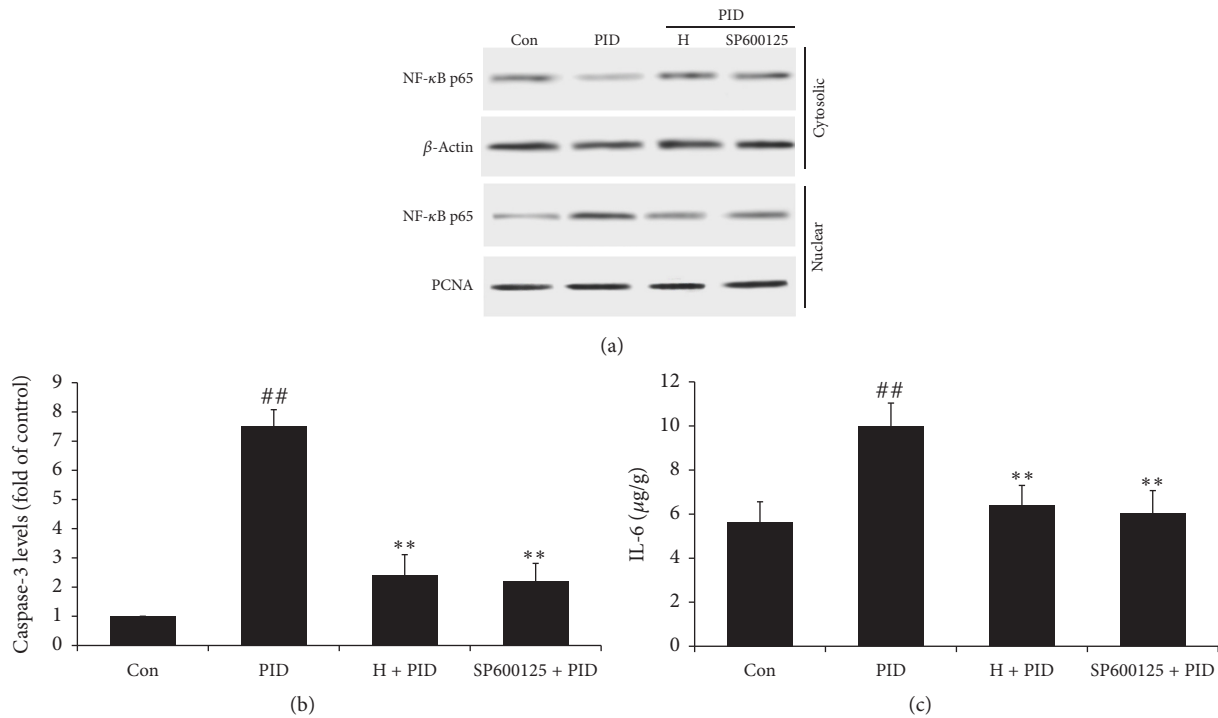 PID
Con PID H SP600125
NF-κB p65
β-Actin
Cytosolic
NF-κB p65
PCNA
Nuclear
(a)
Caspase-3 levels (fold of control)
9
8
7
6
5
4
3
2
1
0
##
**
**
Con PID H + PID SP600125 + PID
(b)
IL-6 (μg/g)
12
10
8
6
4
2
0
##
**
**
Con PID H + PID SP600125 + PID
(c)